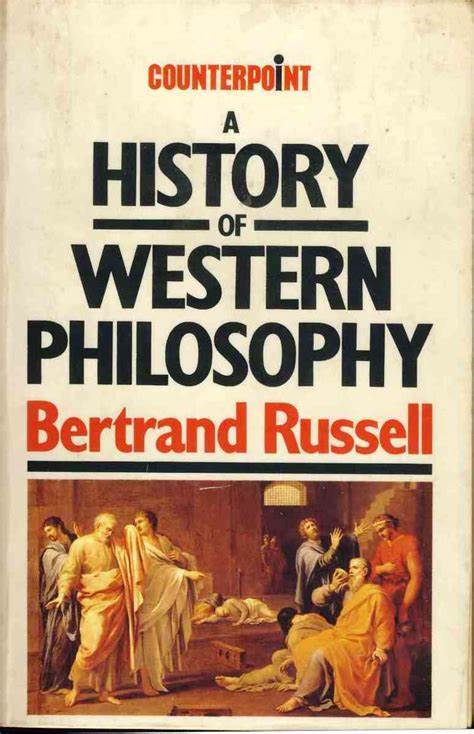 COUNTERPOiNT
A
HISTORY
OF
WESTERN
PHILOSOPHY
Bertrand Russell